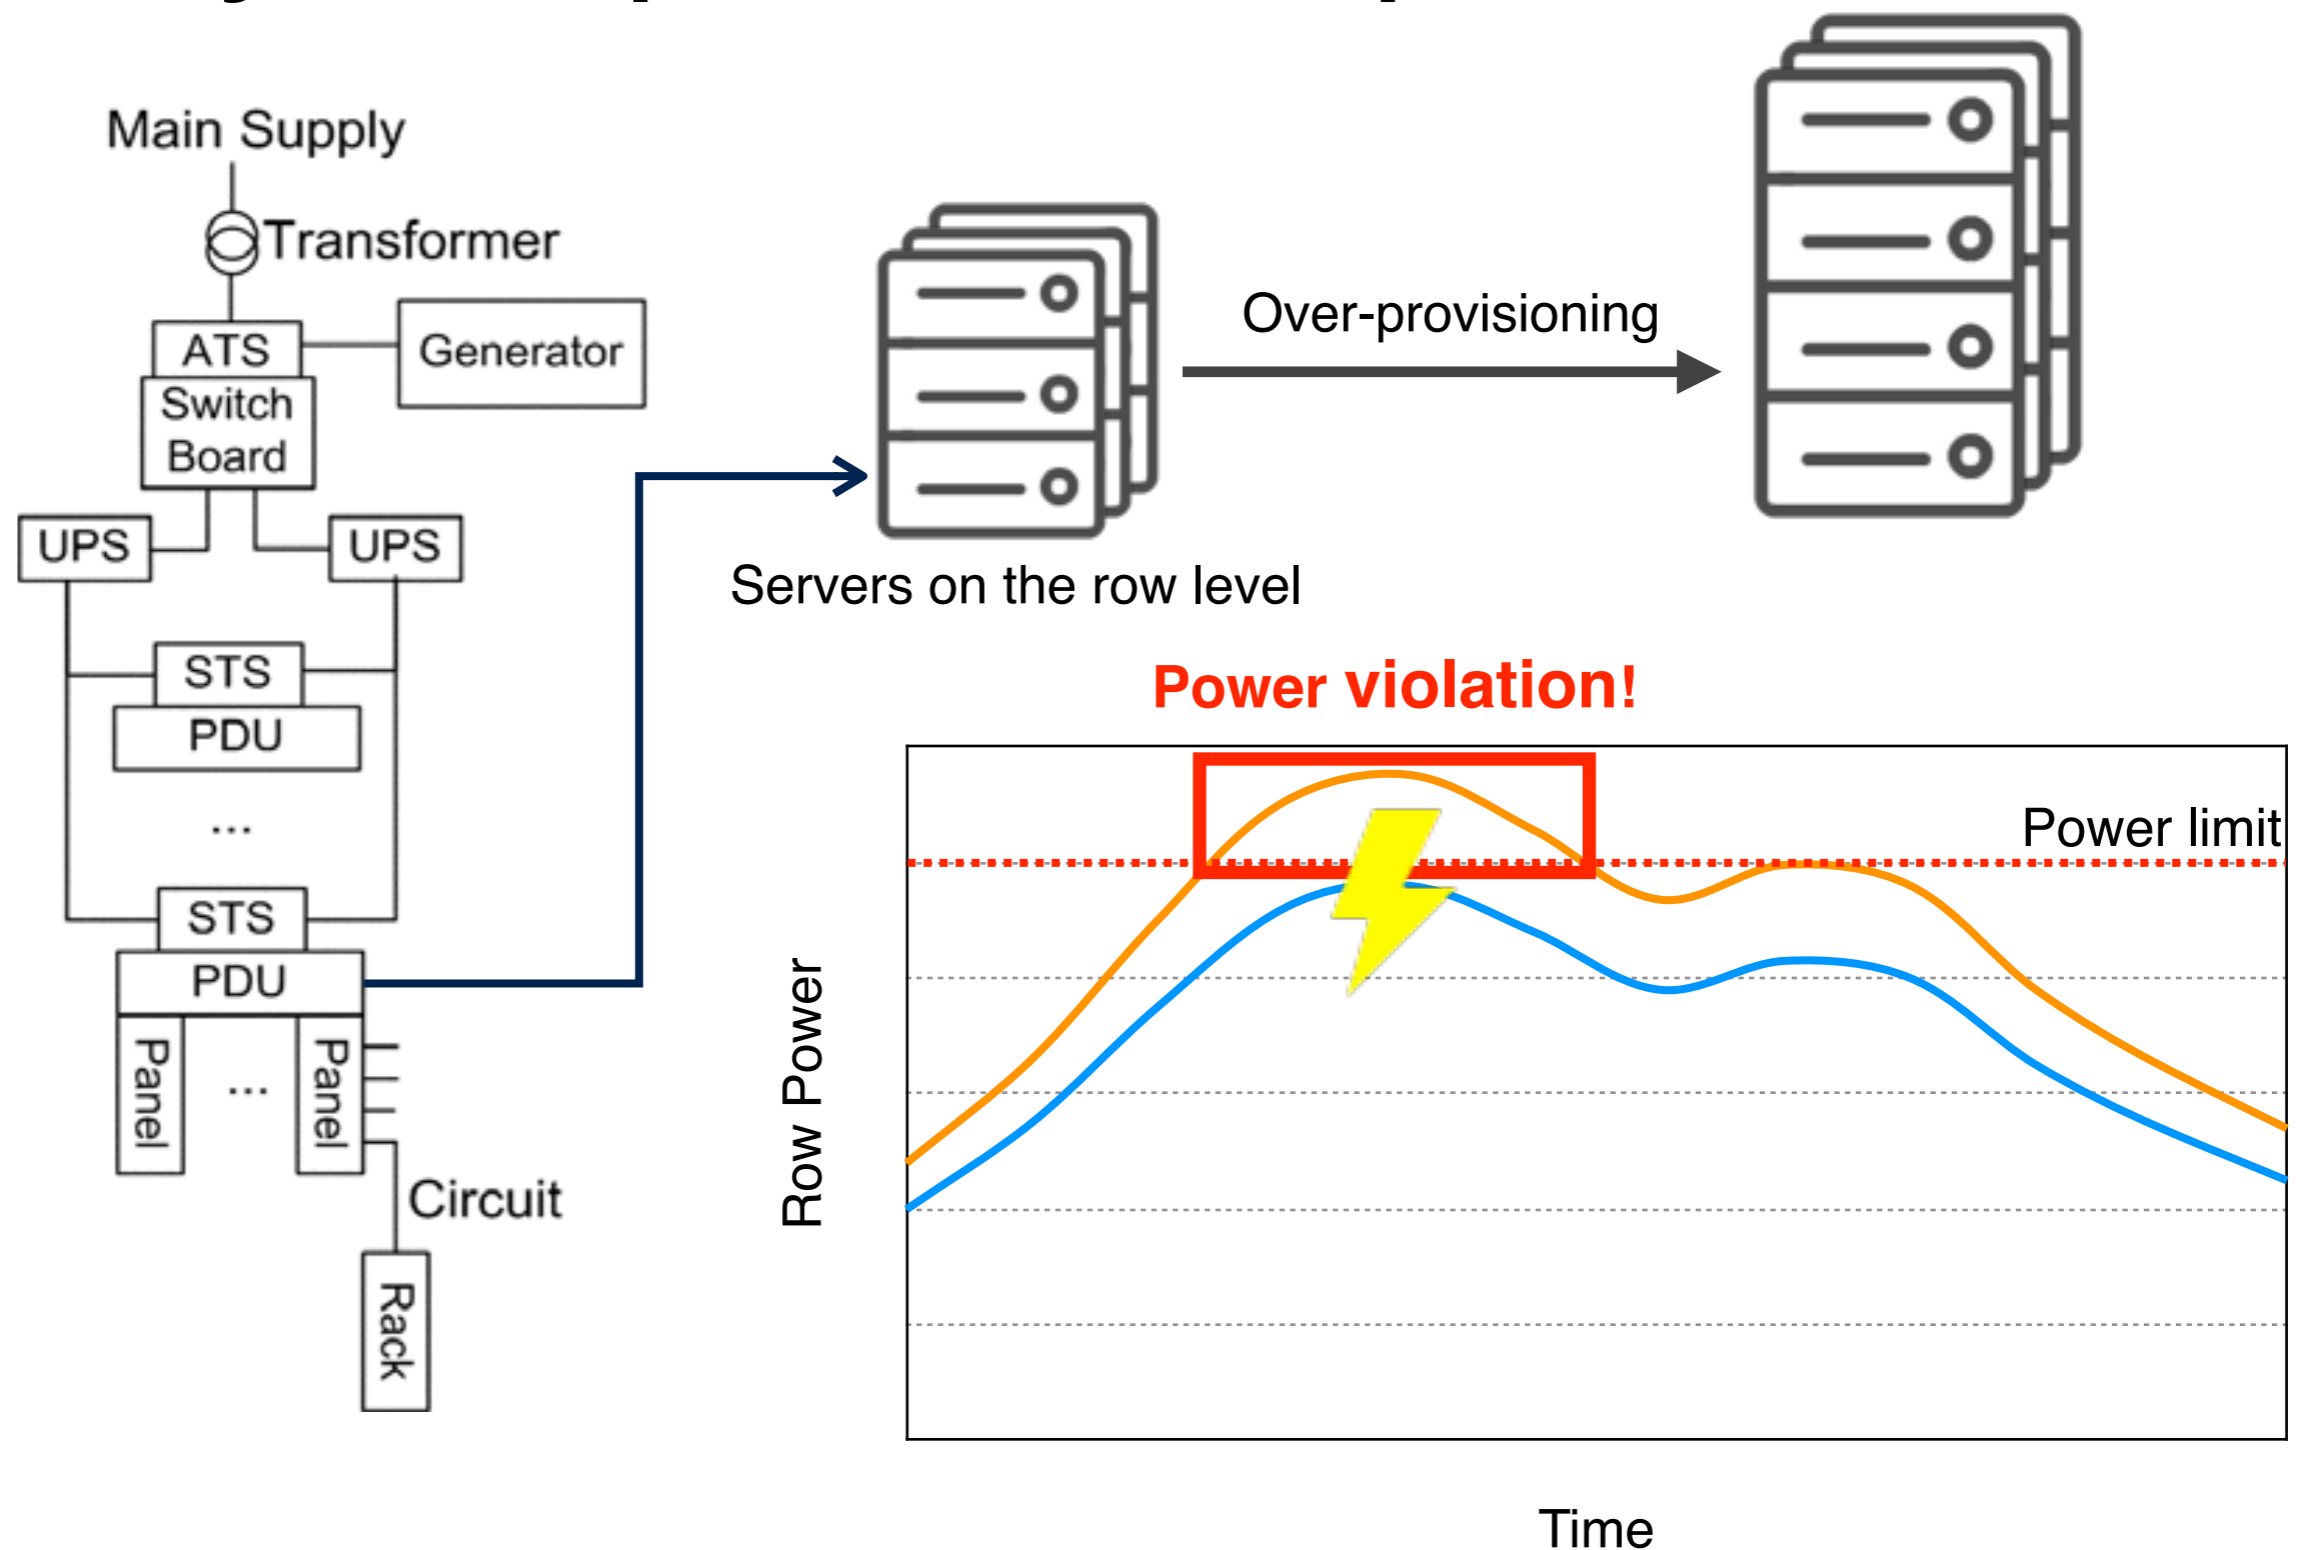 Main Supply
Transformer
ATS
Generator
Switch
Board
UPS
UPS
STS
PDU
...
STS
PDU
Panel
...
Panel
Circuit
Rack
Over-provisioning
Servers on the row level
Power violation!
Power limit
Row Power
Time